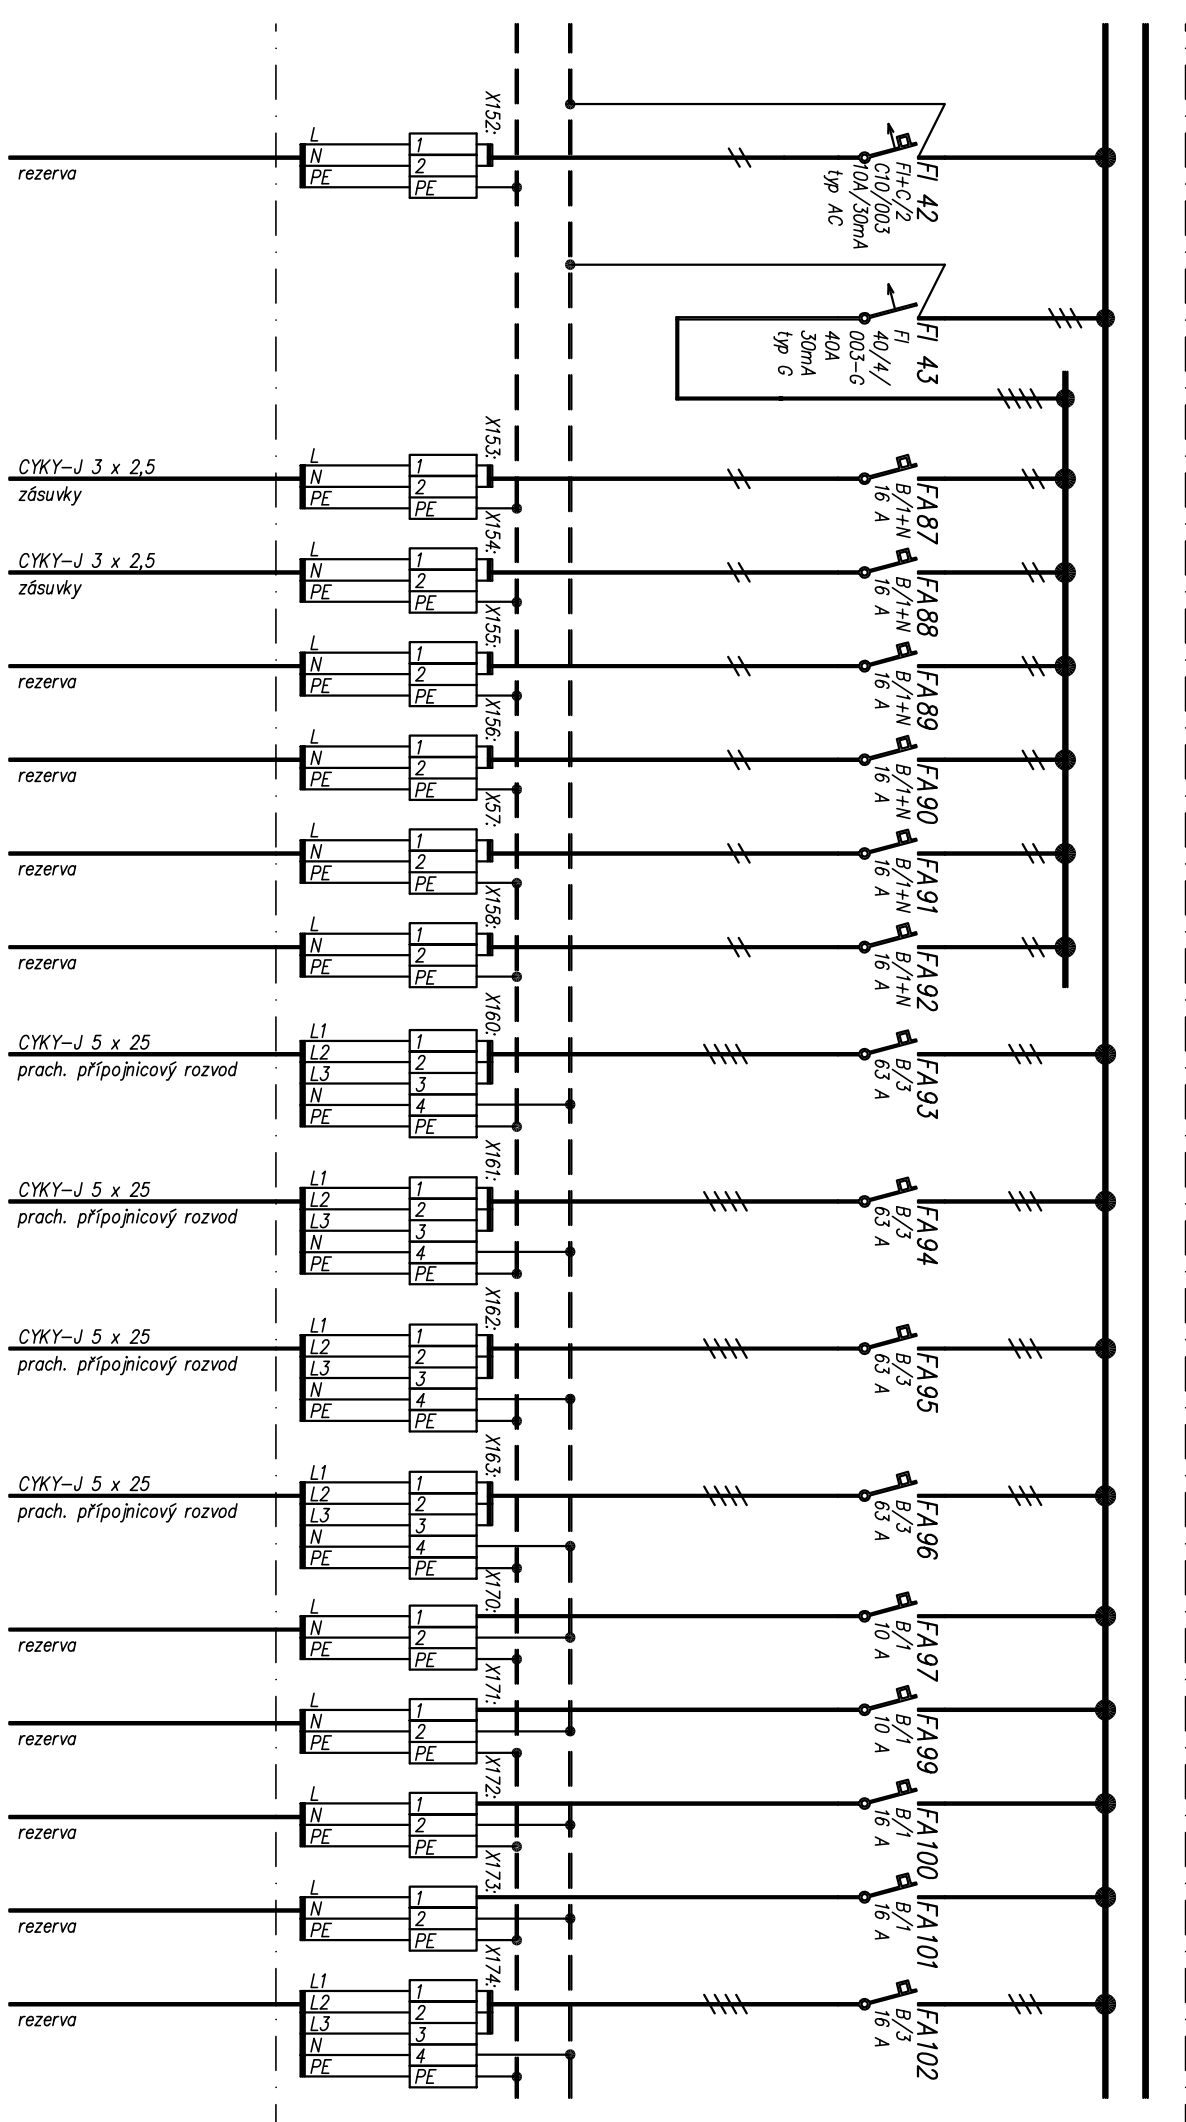 X152:
L
N
PE
1
2
PE
rezerva
FI 42
FI+C/2
C10/003
10A/30mA
typ AC
FI 43
FI
40/4/
003-G
40A
30mA
typ G
X153:
CYKY-J 3 x 2,5
zásuvky
L
N
PE
1
2
PE
FA87
B/1+N
16 A
X154:
CYKY-J 3 x 2,5
zásuvky
L
N
PE
1
2
PE
FA88
B/1+N
16 A
X155:
rezerva
L
N
PE
1
2
PE
FA89
B/1+N
16 A
X156:
rezerva
L
N
PE
1
2
PE
FA90
B/1+N
16 A
X57:
rezerva
L
N
PE
1
2
PE
FA91
B/1+N
16 A
X158:
rezerva
L
N
PE
1
2
PE
FA92
B/1+N
16 A
X160:
CYKY-J 5 x 25
prach. přípojnicový rozvod
L1
L2
L3
N
PE
1
2
3
4
PE
FA93
B/3
63 A
X161:
CYKY-J 5 x 25
prach. přípojnicový rozvod
L1
L2
L3
N
PE
1
2
3
4
PE
FA94
B/3
63 A
X162:
CYKY-J 5 x 25
prach. přípojnicový rozvod
L1
L2
L3
N
PE
1
2
3
4
PE
FA95
B/3
63 A
X163:
CYKY-J 5 x 25
prach. přípojnicový rozvod
L1
L2
L3
N
PE
1
2
3
4
PE
FA96
B/3
63 A
X170:
rezerva
L
N
PE
1
2
PE
FA97
B/1
10 A
X171:
rezerva
L
N
PE
1
2
PE
FA99
B/1
10 A
X172:
rezerva
L
N
PE
1
2
PE
FA100
B/1
16 A
X173:
rezerva
L
N
PE
1
2
PE
FA101
B/1
16 A
X174:
rezerva
L1
L2
L3
N
PE
1
2
3
4
PE
FA102
B/3
16 A